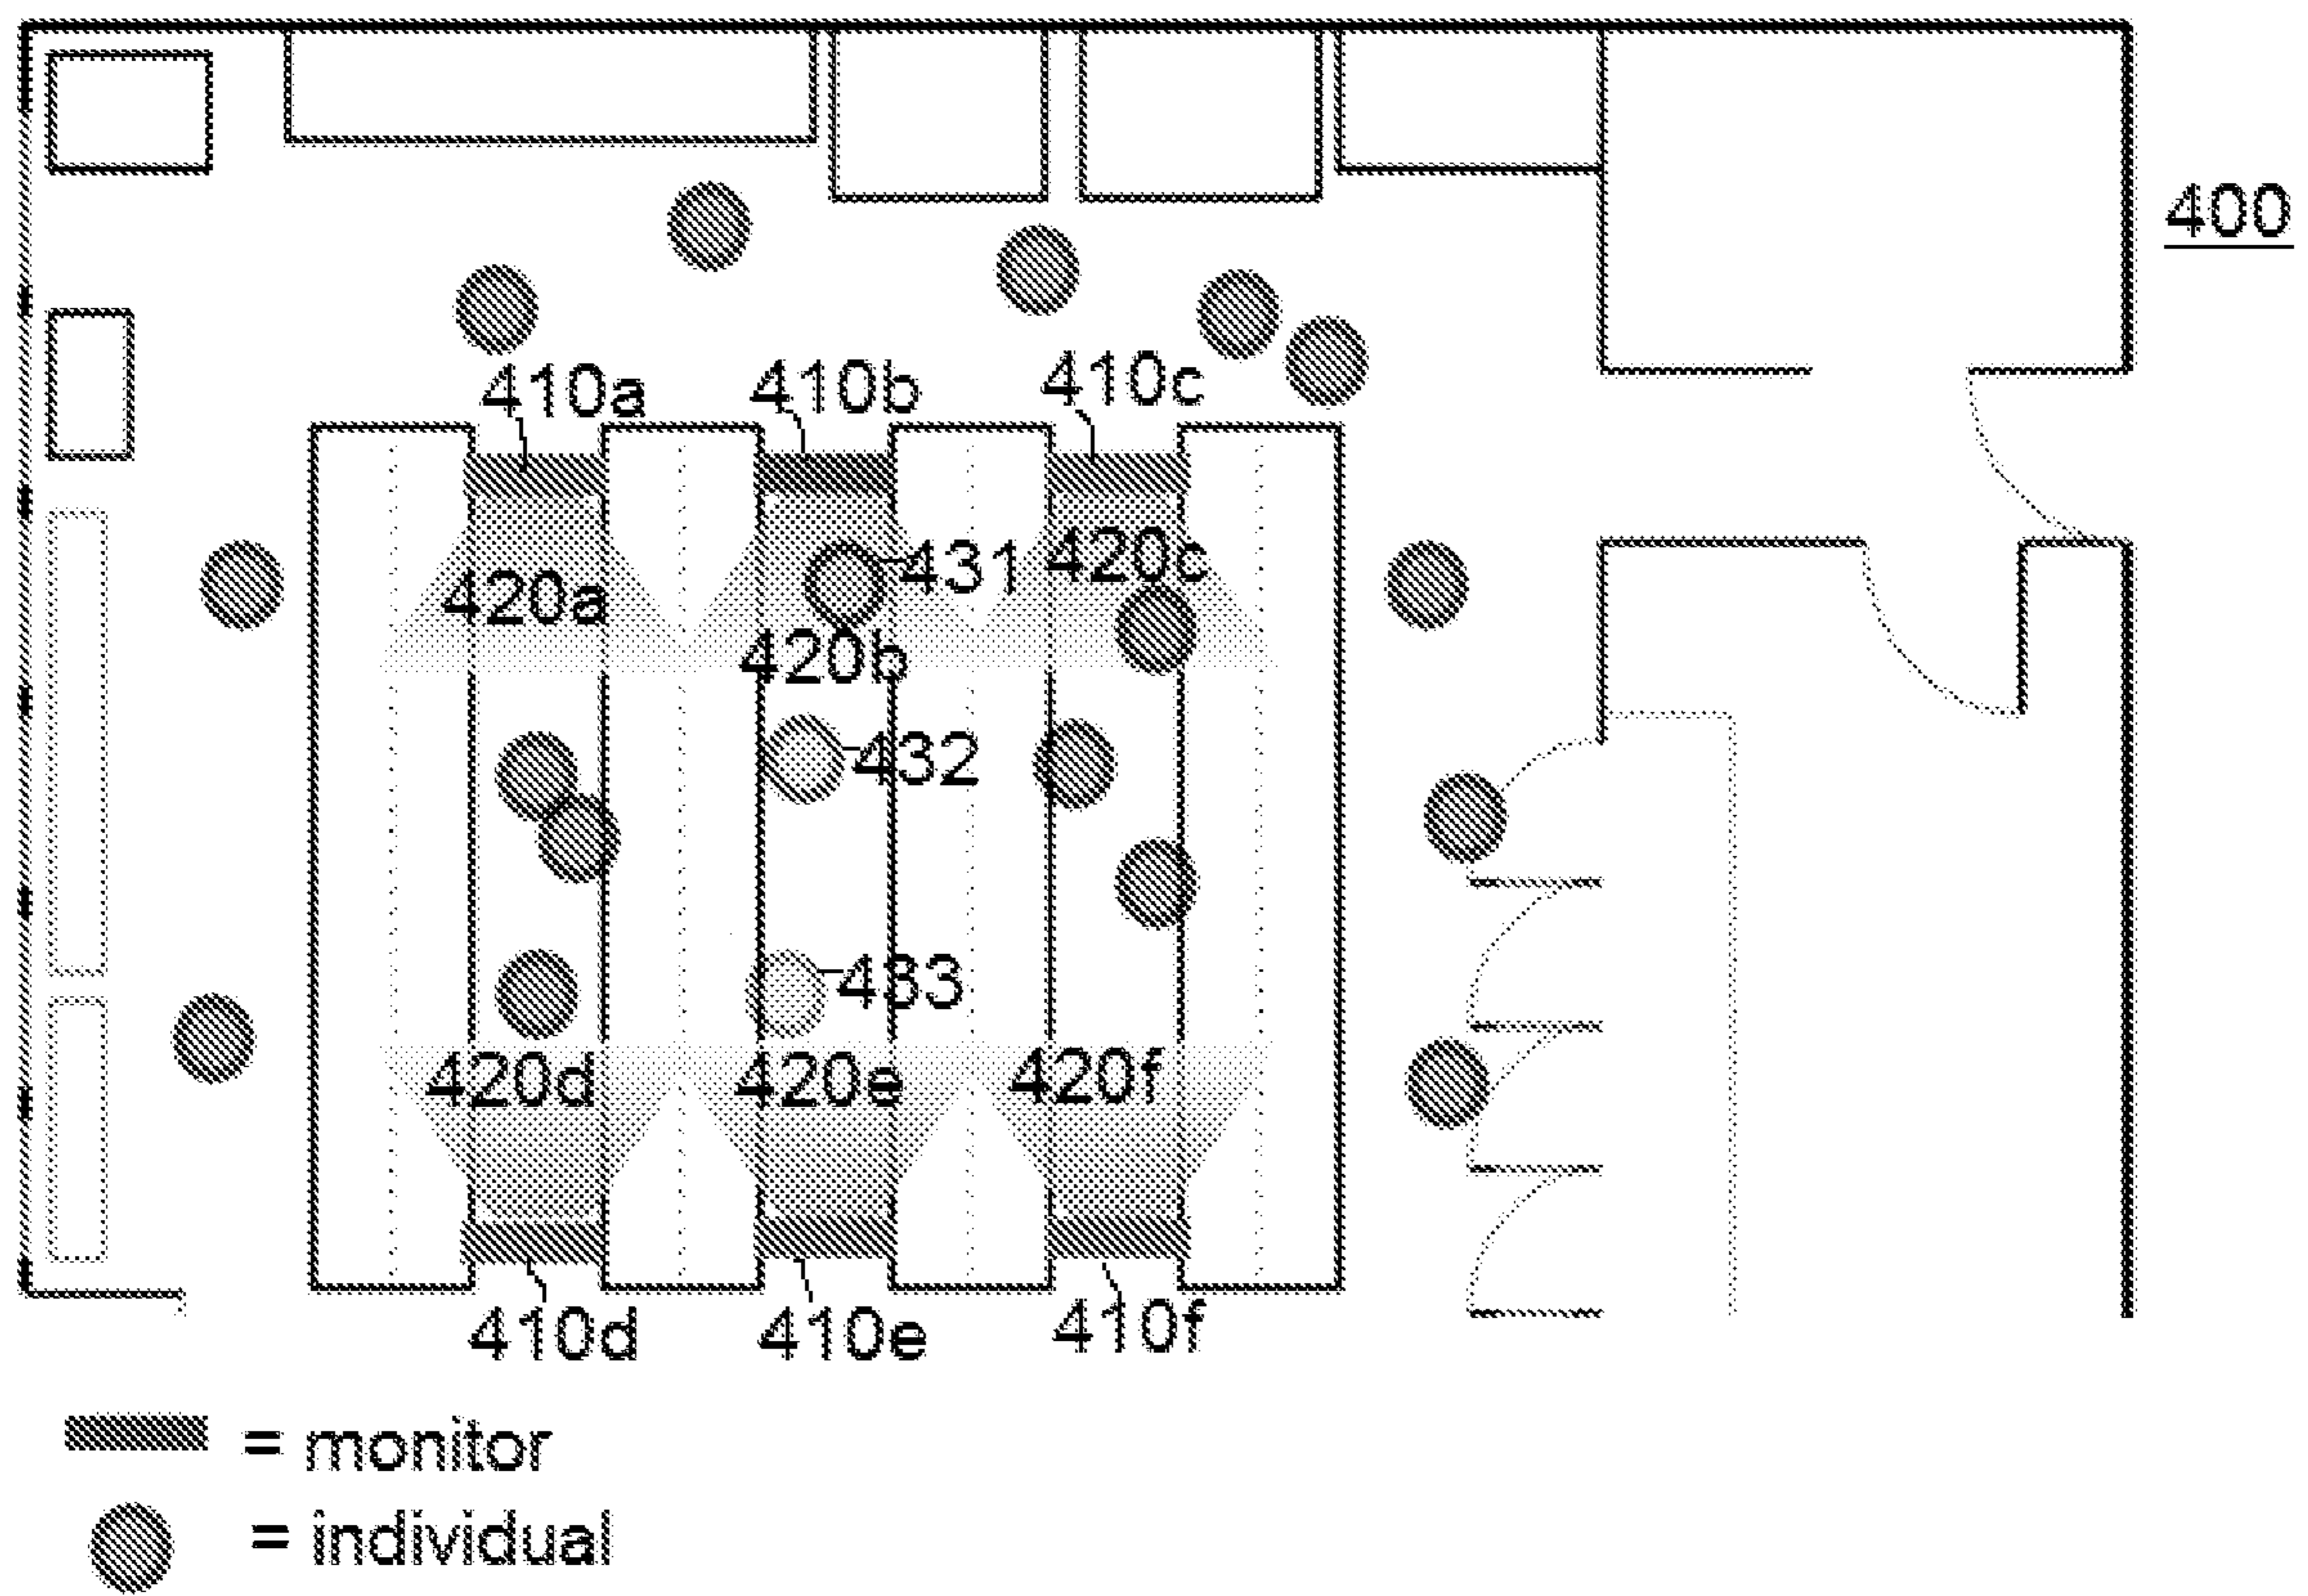 400
410a 410b 410c
431
420c
420a
420b
432
433
420d 420e 420f
410d 410e 410f
= monitor
= individual